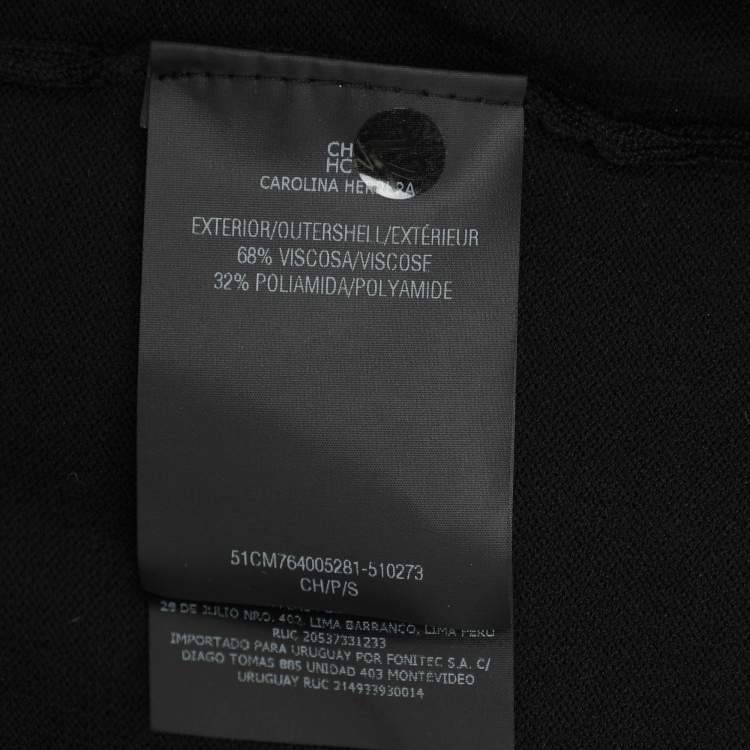 CH
HC
CAROLINA HERRERA
EXTERIOR/OUTERSHELL/EXTÉRIEUR
68% VISCOSA/VISCOSE
32% POLIAMIDA/POLYAMIDE
51CM764005281-510273
CH/P/S
28 DE JULIO NRO. 402, LIMA BARRANCO, LIMA PERU
RUC 20537331233
IMPORTADO PARA URUGUAY POR FONITEC S.A. C/
DIAGO TOMAS 885 UNIDAD 403 MONTEVIDEO
URUGUAY RUC 214933930014